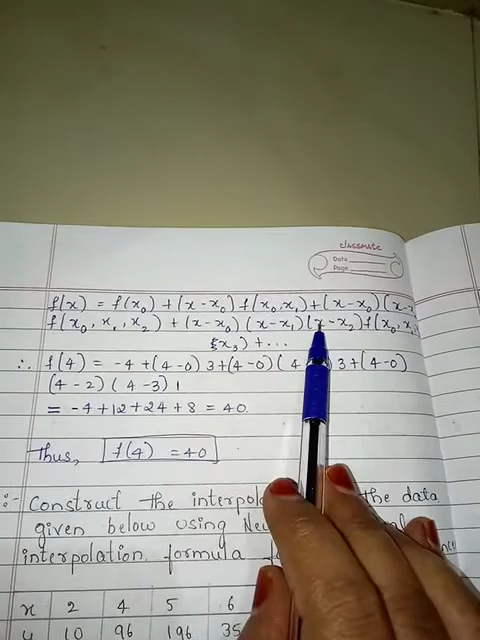 classmate
Date
Page
f(x) = f(x₀) + (x-x₀) f(x₀,x₁) + (x-x₀)(x-x
f(x₀, x₁, x₂) + (x-x₀) (x-x₁) (x-x₂) f(x₀, x₁
x₃) + ...
∴ f(4) = -4 + (4-0) 3 + (4-0) ( 4 3 + (4-0)
(4-2) (4-3) 1
= -4 + 12 + 24 + 8 = 40.
Thus, f(4) = 40
:- Construct the the data
given below using
interpolation formula
x 2 4 5 6
y 10 96 196 35